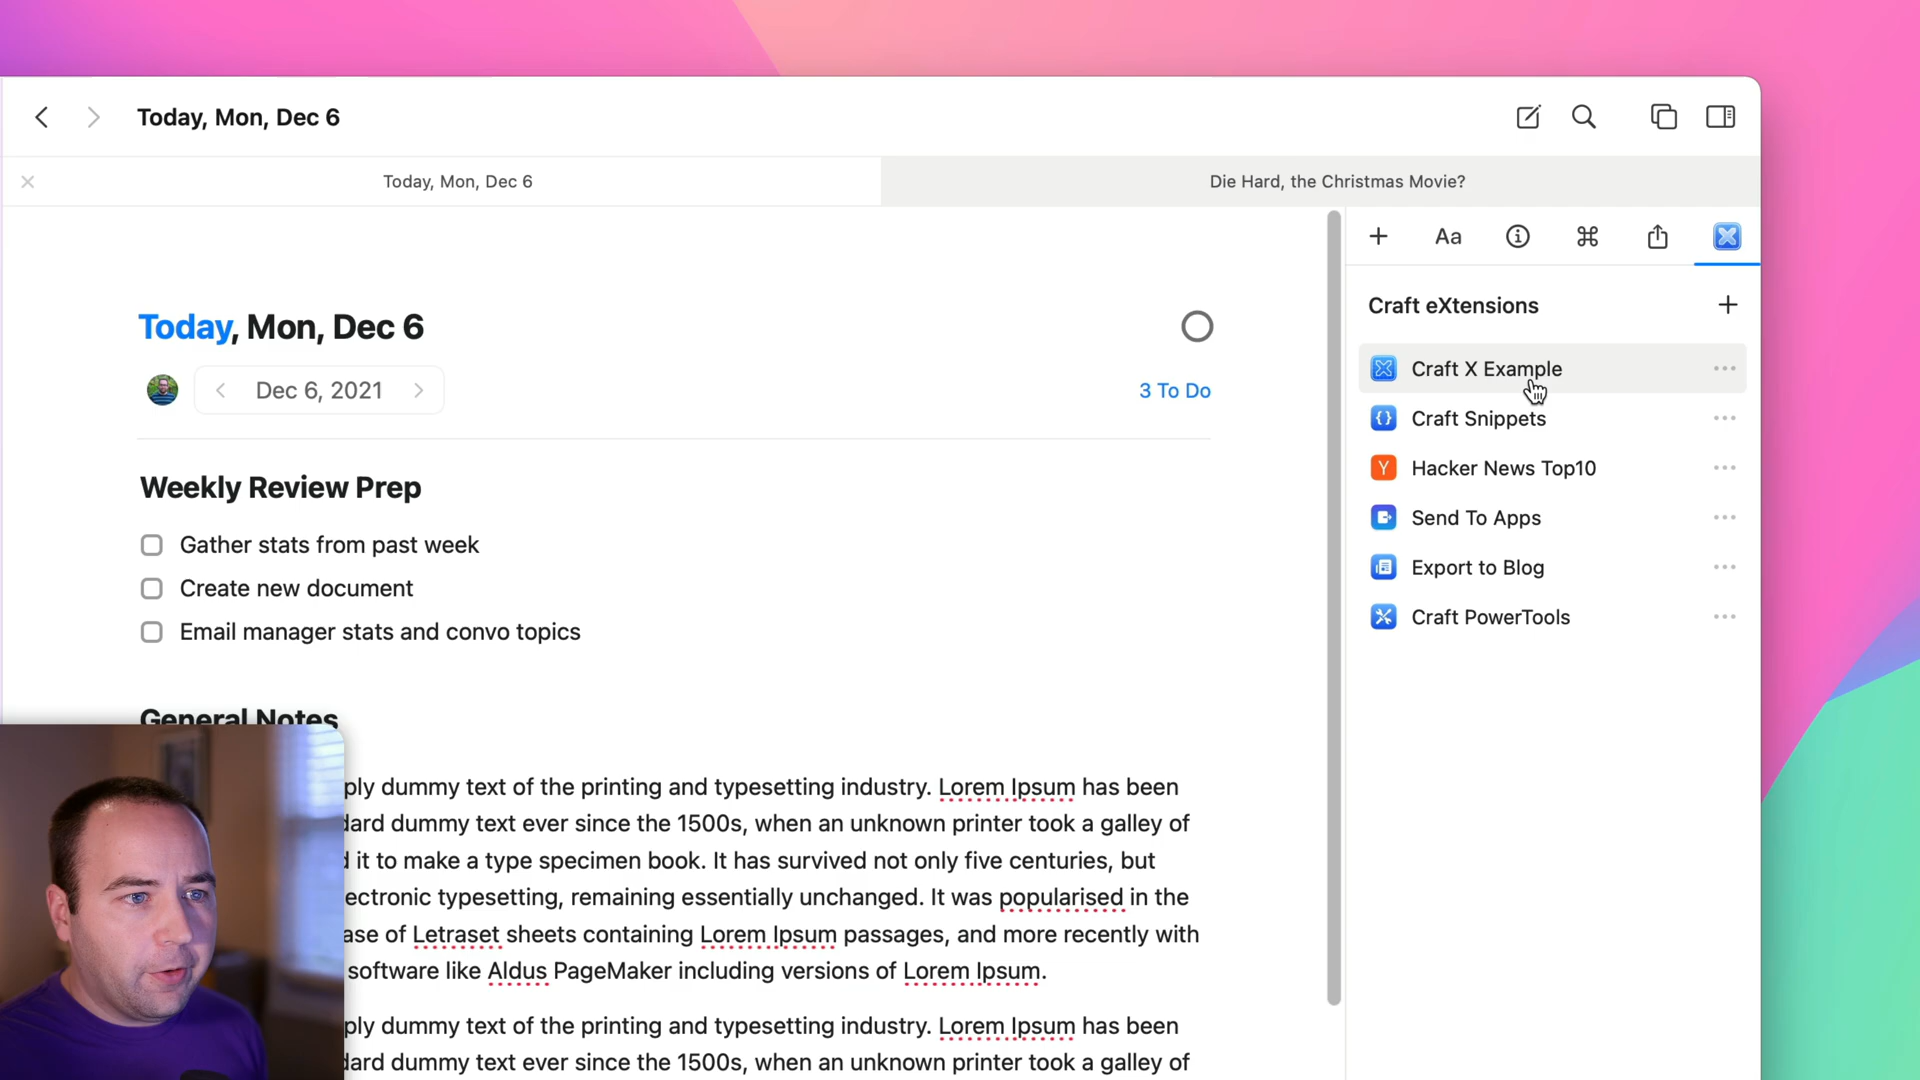 Today, Mon, Dec 6
Today, Mon, Dec 6
Die Hard, the Christmas Movie?
Aa
Craft eXtensions
Today, Mon, Dec 6
Dec 6, 2021
3 To Do
Craft X Example
Craft Snippets
Y Hacker News Top10
Send To Apps
Export to Blog
Craft PowerTools
Weekly Review Prep
Gather stats from past week
Create new document
Email manager stats and convo topics
General Notes
ply dummy text of the printing and typesetting industry. Lorem Ipsum has been
dard dummy text ever since the 1500s, when an unknown printer took a galley of
d it to make a type specimen book. It has survived not only five centuries, but
ectronic typesetting, remaining essentially unchanged. It was popularised in the
ase of Letraset sheets containing Lorem Ipsum passages, and more recently with
software like Aldus PageMaker including versions of Lorem Ipsum.
ply dummy text of the printing and typesetting industry. Lorem Ipsum has been
dard dummy text ever since the 1500s, when an unknown printer took a galley of